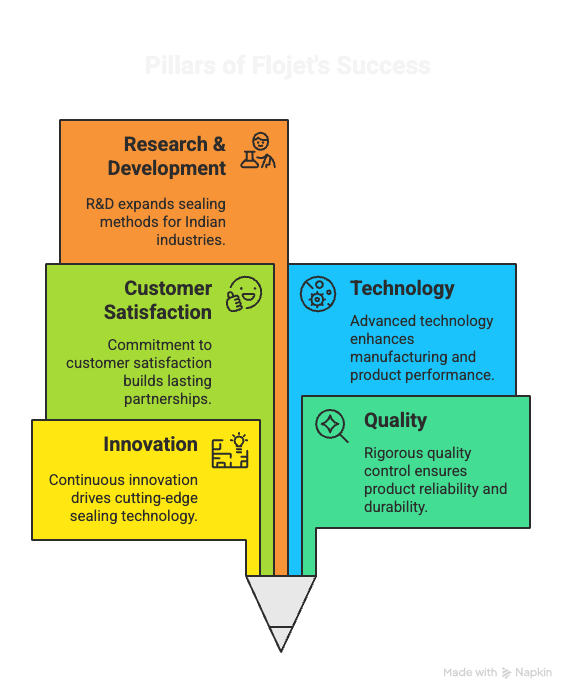 Pillars of Flojet's Success
Research &
Development
R&D expands sealing
methods for Indian
industries.
Customer
Satisfaction
Commitment to
customer satisfaction
builds lasting
partnerships.
Technology
Advanced technology
enhances
manufacturing and
product performance.
Innovation
Continuous innovation
drives cutting-edge
sealing technology.
Quality
Rigorous quality
control ensures
product reliability and
durability.
Made with Napkin